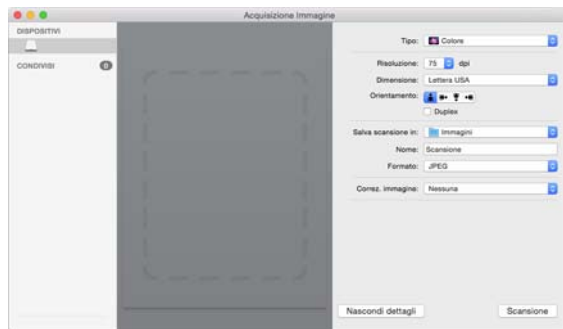 Acquisizione Immagine
DISPOSITIVI
CONDIVISI 0
Tipo: Colore
Risoluzione: 75 dpi
Dimensione: Lettera USA
Orientamento:
Duplex
Salva scansione in: Immagini
Nome: Scansione
Formato: JPEG
Correz. immagine: Nessuna
Nascondi dettagli Scansione